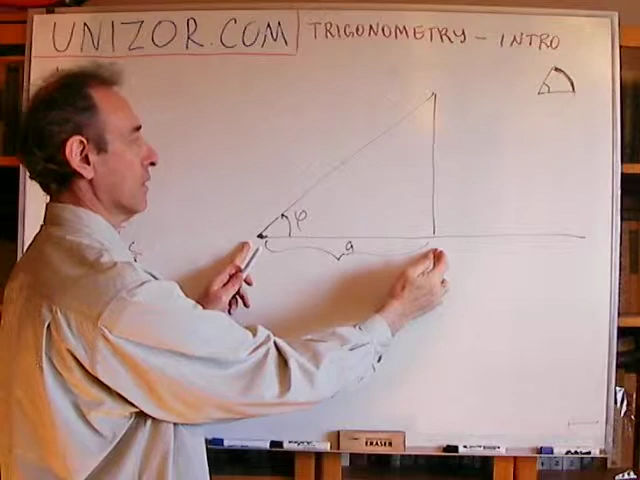 UNIZOR.COM
TRIGONOMETRY - INTRO
φ
a
ERASER